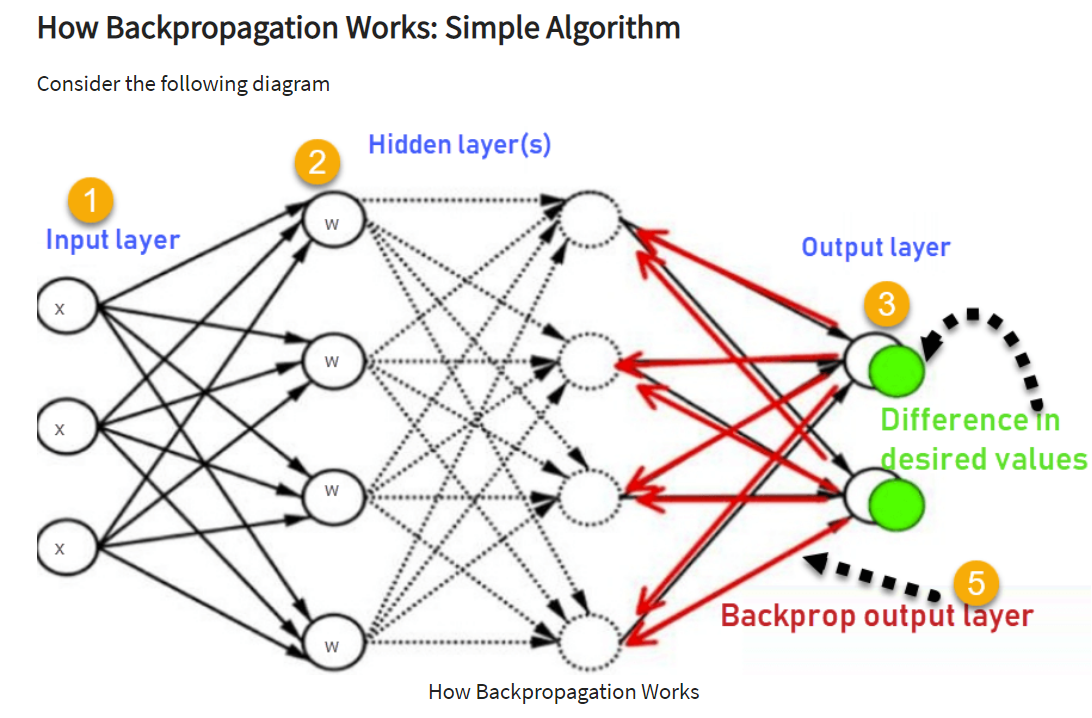 How Backpropagation Works: Simple Algorithm
Consider the following diagram
2
Hidden layer(s)
1
Input layer
W
Output layer
3
X
W
Difference in
desired values
X
W
X
5
Backprop output layer
W
How Backpropagation Works